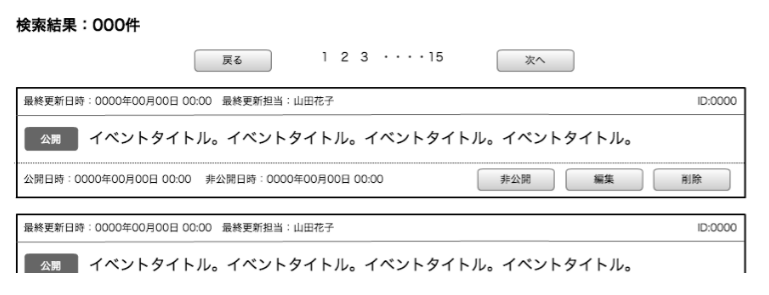 検索結果：000件
戻る 1 2 3 ････15 次へ
最終更新日時：0000年00月00日 00:00 最終更新担当：山田花子 ID:0000
公開 イベントタイトル。イベントタイトル。イベントタイトル。イベントタイトル。
公開日時：0000年00月00日 00:00 非公開日時：0000年00月00日 00:00 非公開 編集 削除
最終更新日時：0000年00月00日 00:00 最終更新担当：山田花子 ID:0000
公開 イベントタイトル。イベントタイトル。イベントタイトル。イベントタイトル。